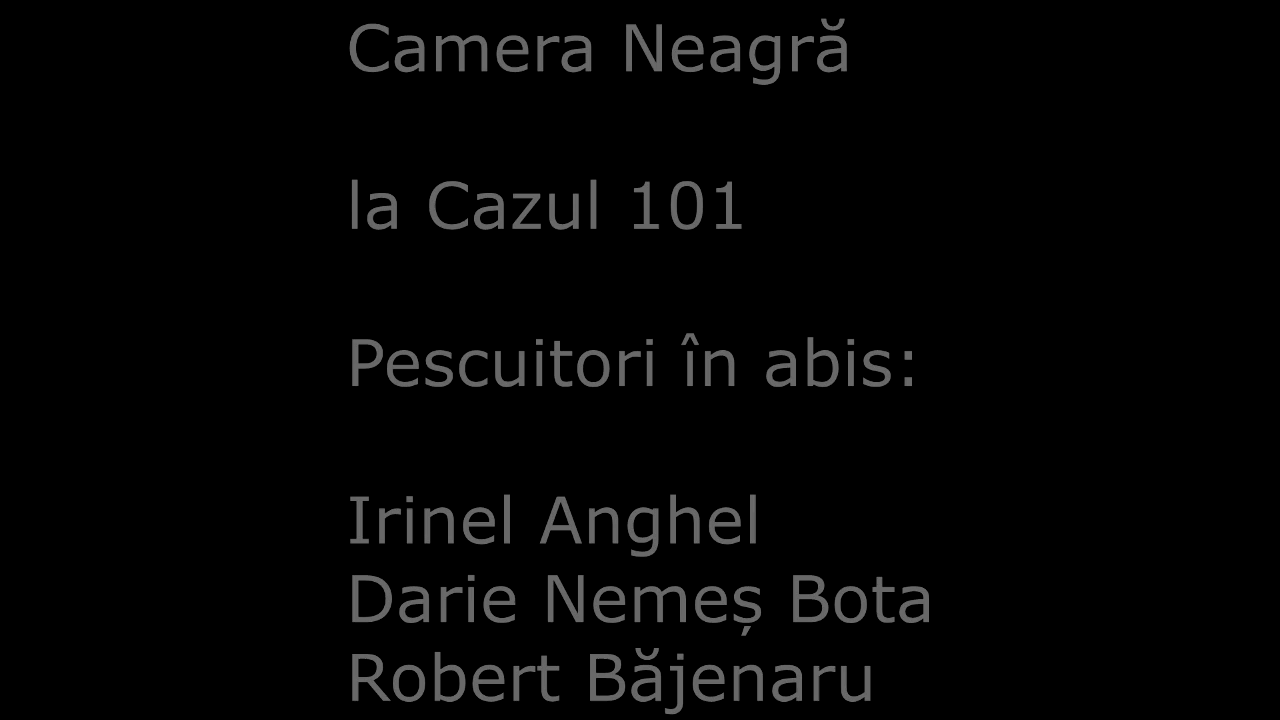 Camera Neagră
la Cazul 101
Pescuitori în abis:
Irinel Anghel
Darie Nemeș Bota
Robert Băjenaru